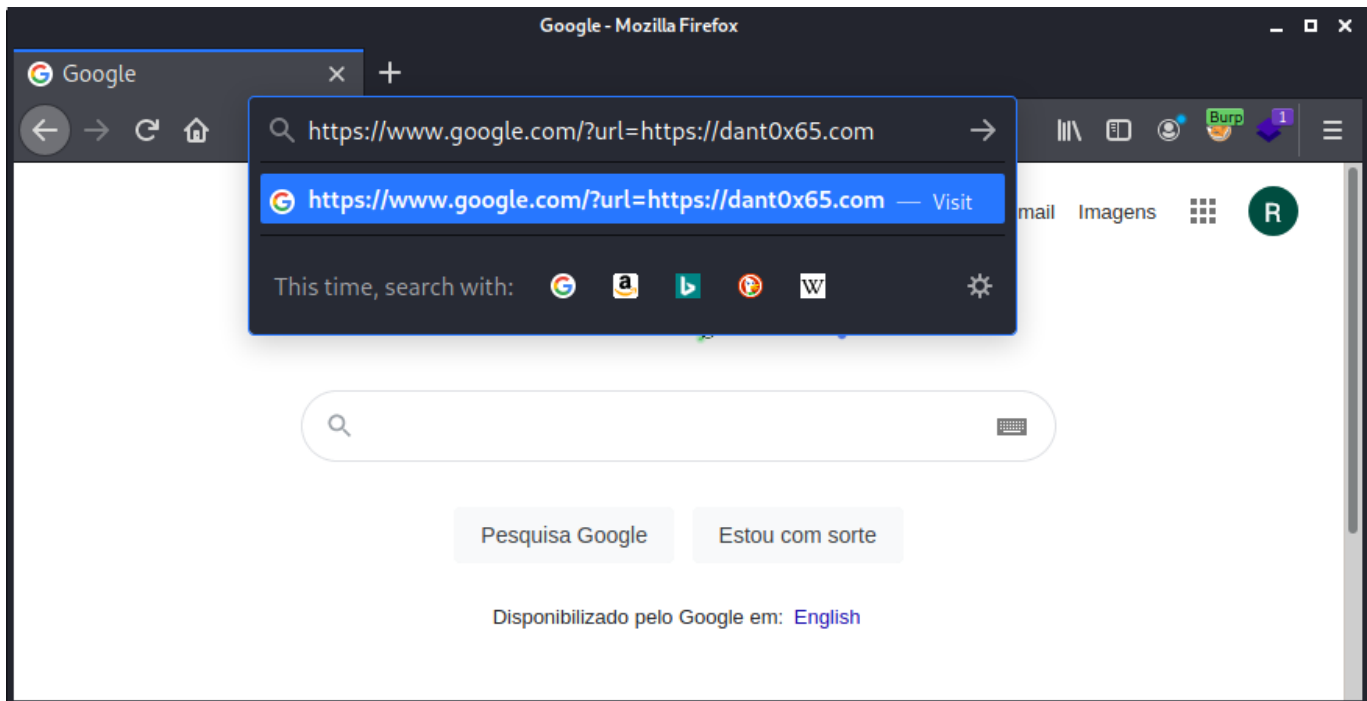 Google - Mozilla Firefox
Google
https://www.google.com/?url=https://dant0x65.com
Burp
1
https://www.google.com/?url=https://dant0x65.com — Visit
mail Imagens
R
This time, search with:
Pesquisa Google Estou com sorte
Disponibilizado pelo Google em: English